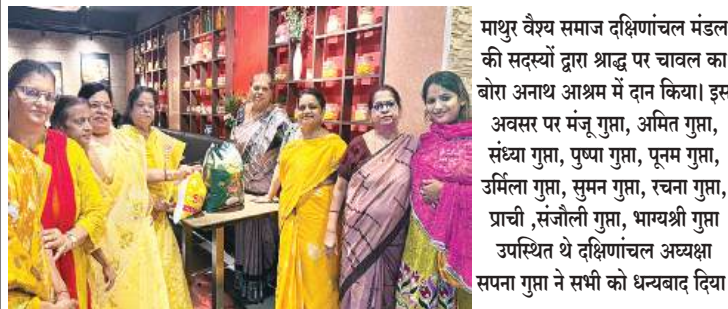 माथुर वैश्य समाज दक्षिणांचल मंडल
की सदस्यों द्वारा श्राद्ध पर चावल का
बोरा अनाथ आश्रम में दान किया। इस
अवसर पर मंजू गुप्ता, अमित गुप्ता,
संध्या गुप्ता, पुष्पा गुप्ता, पूनम गुप्ता,
उर्मिला गुप्ता, सुमन गुप्ता, रचना गुप्ता,
प्राची ,संजौली गुप्ता, भाग्यश्री गुप्ता
उपस्थित थे दक्षिणांचल अध्यक्षा
सपना गुप्ता ने सभी को धन्यबाद दिया